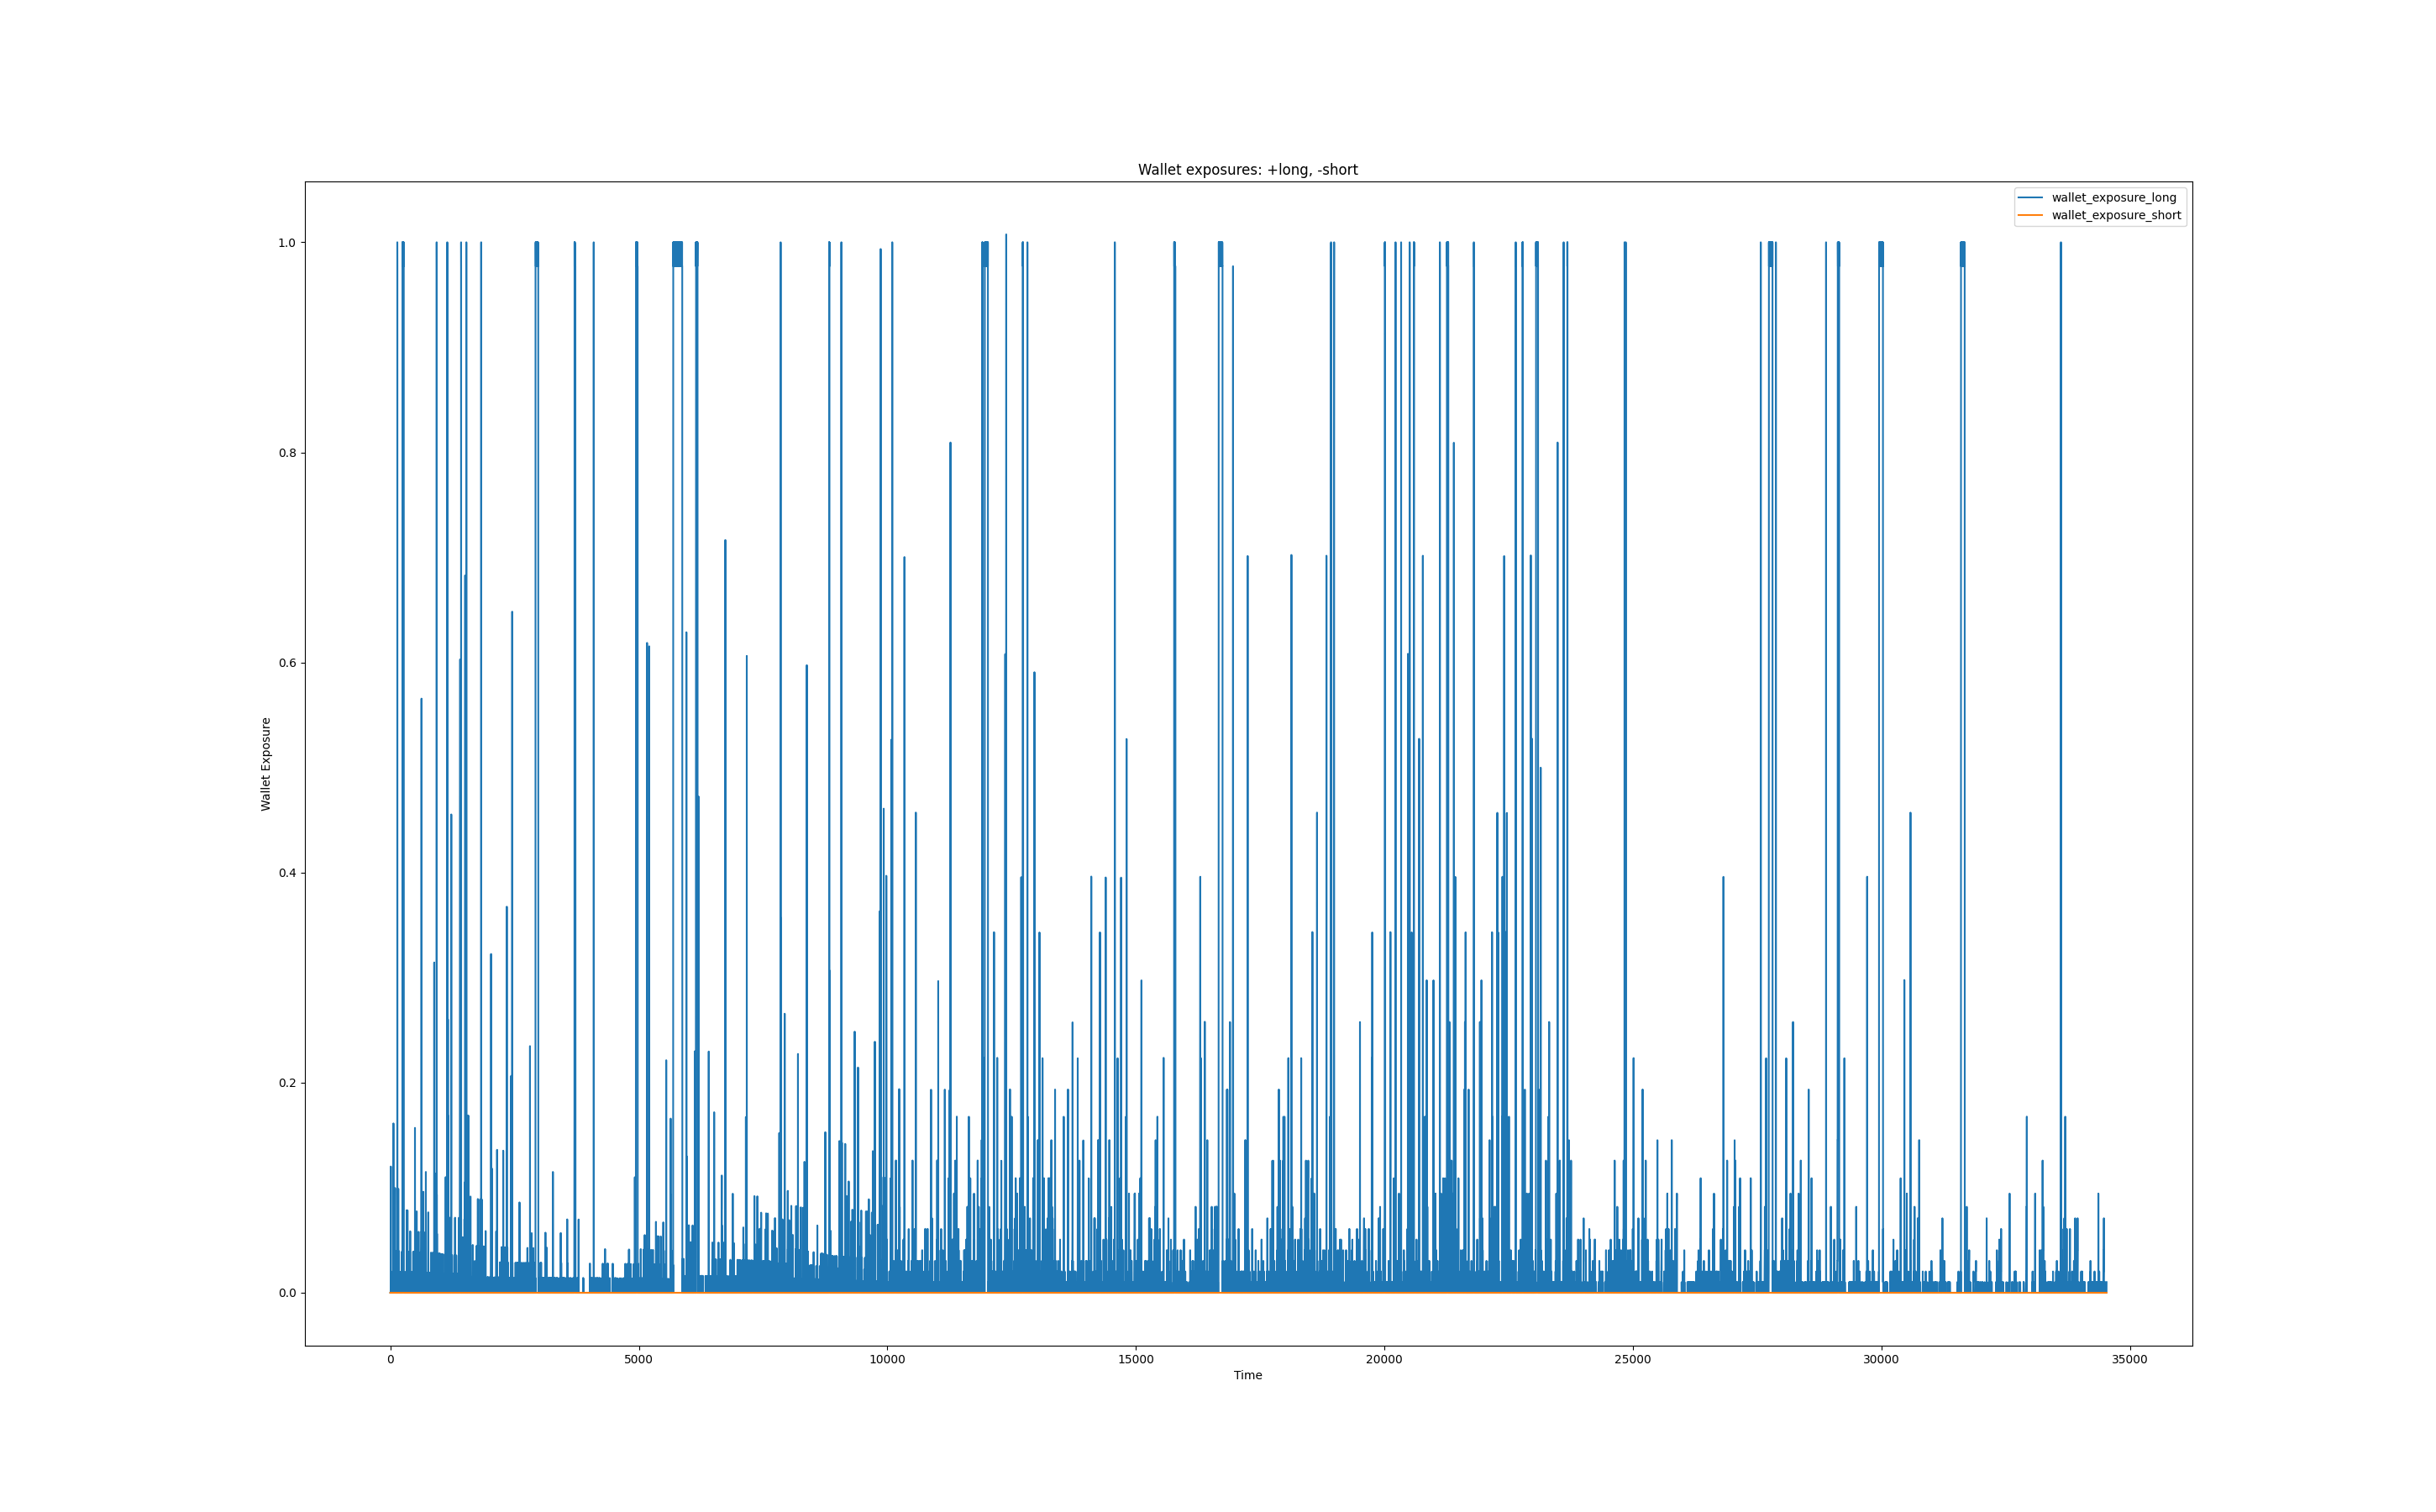 Wallet exposures: +long, -short
wallet_exposure_long
wallet_exposure_short
1.0
0.8
0.6
0.4
0.2
0.0
Wallet Exposure
0 5000 10000 15000 20000 25000 30000 35000
Time